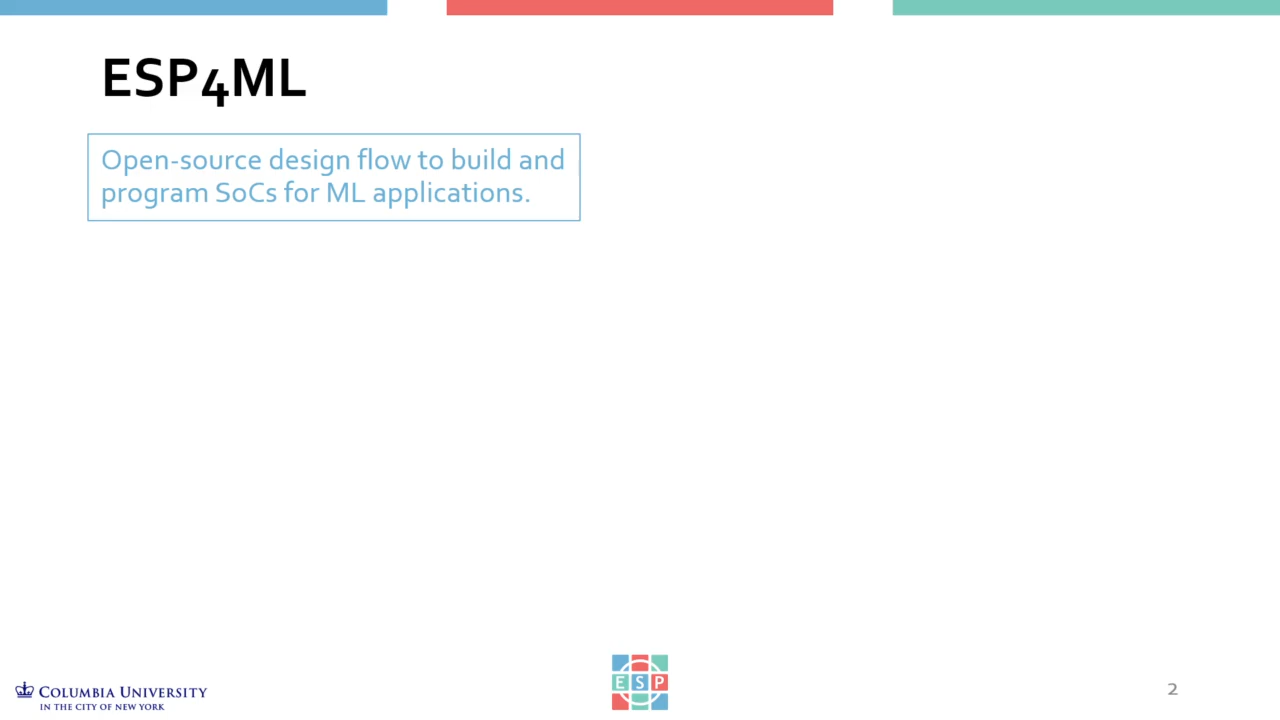 ESP4ML
Open-source design flow to build and
program SoCs for ML applications.
COLUMBIA UNIVERSITY
IN THE CITY OF NEW YORK
E S P
2